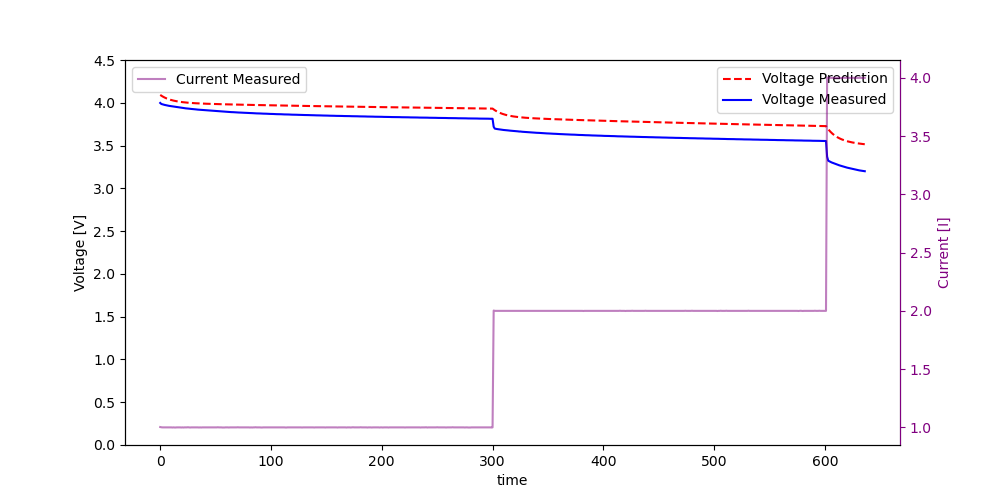 Current Measured
Voltage Prediction
Voltage Measured
4.5
4.0
3.5
3.0
2.5
2.0
1.5
1.0
0.5
0.0
Voltage [V]
4.0
3.5
3.0
2.5
2.0
1.5
1.0
Current [I]
0 100 200 300 400 500 600
time